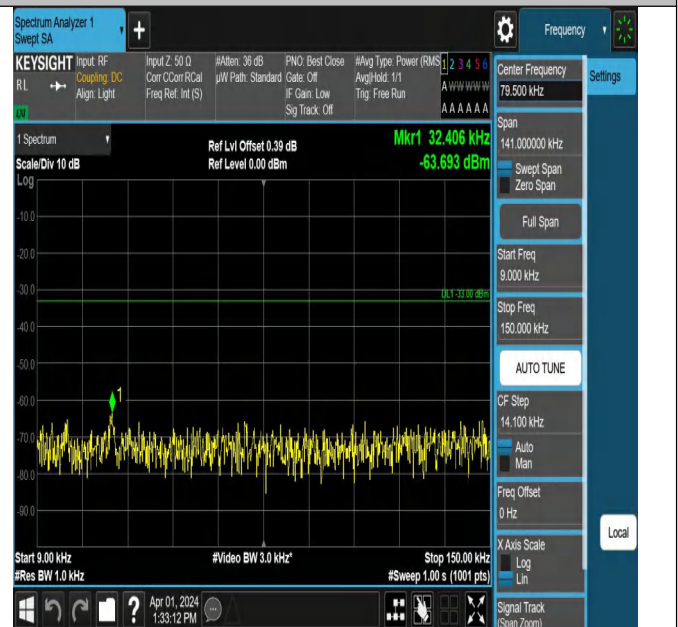 Spectrum Analyzer 1
Swept SA
+
Frequency
KEYSIGHT
RL
LXI
Input: RF
Coupling: DC
Align: Light
Input Z: 50 Ω
Corr CCorr RCal
Freq Ref: Int (S)
#Atten: 36 dB
µW Path: Standard
PNO: Best Close
Gate: Off
IF Gain: Low
Sig Track: Off
#Avg Type: Power (RMS
Avg|Hold: 1/1
Trig: Free Run
1 2 3 4 5 6
A W W W W W
A A A A A A
1 Spectrum
Scale/Div 10 dB
Log
Ref Lvl Offset 0.39 dB
Ref Level 0.00 dBm
Mkr1 32.406 kHz
-63.693 dBm
-10.0
-20.0
-30.0
DL1 -33.00 dBm
-40.0
-50.0
-60.0
1
-70.0
-80.0
-90.0
Start 9.00 kHz
#Res BW 1.0 kHz
#Video BW 3.0 kHz*
Stop 150.00 kHz
#Sweep 1.00 s (1001 pts)
?
Apr 01, 2024
1:33:12 PM
Center Frequency
79.500 kHz
Settings
Span
141.000000 kHz
Swept Span
Zero Span
Full Span
Start Freq
9.000 kHz
Stop Freq
150.000 kHz
AUTO TUNE
CF Step
14.100 kHz
Auto
Man
Freq Offset
0 Hz
Local
X Axis Scale
Log
Lin
Signal Track
(Span Zoom)